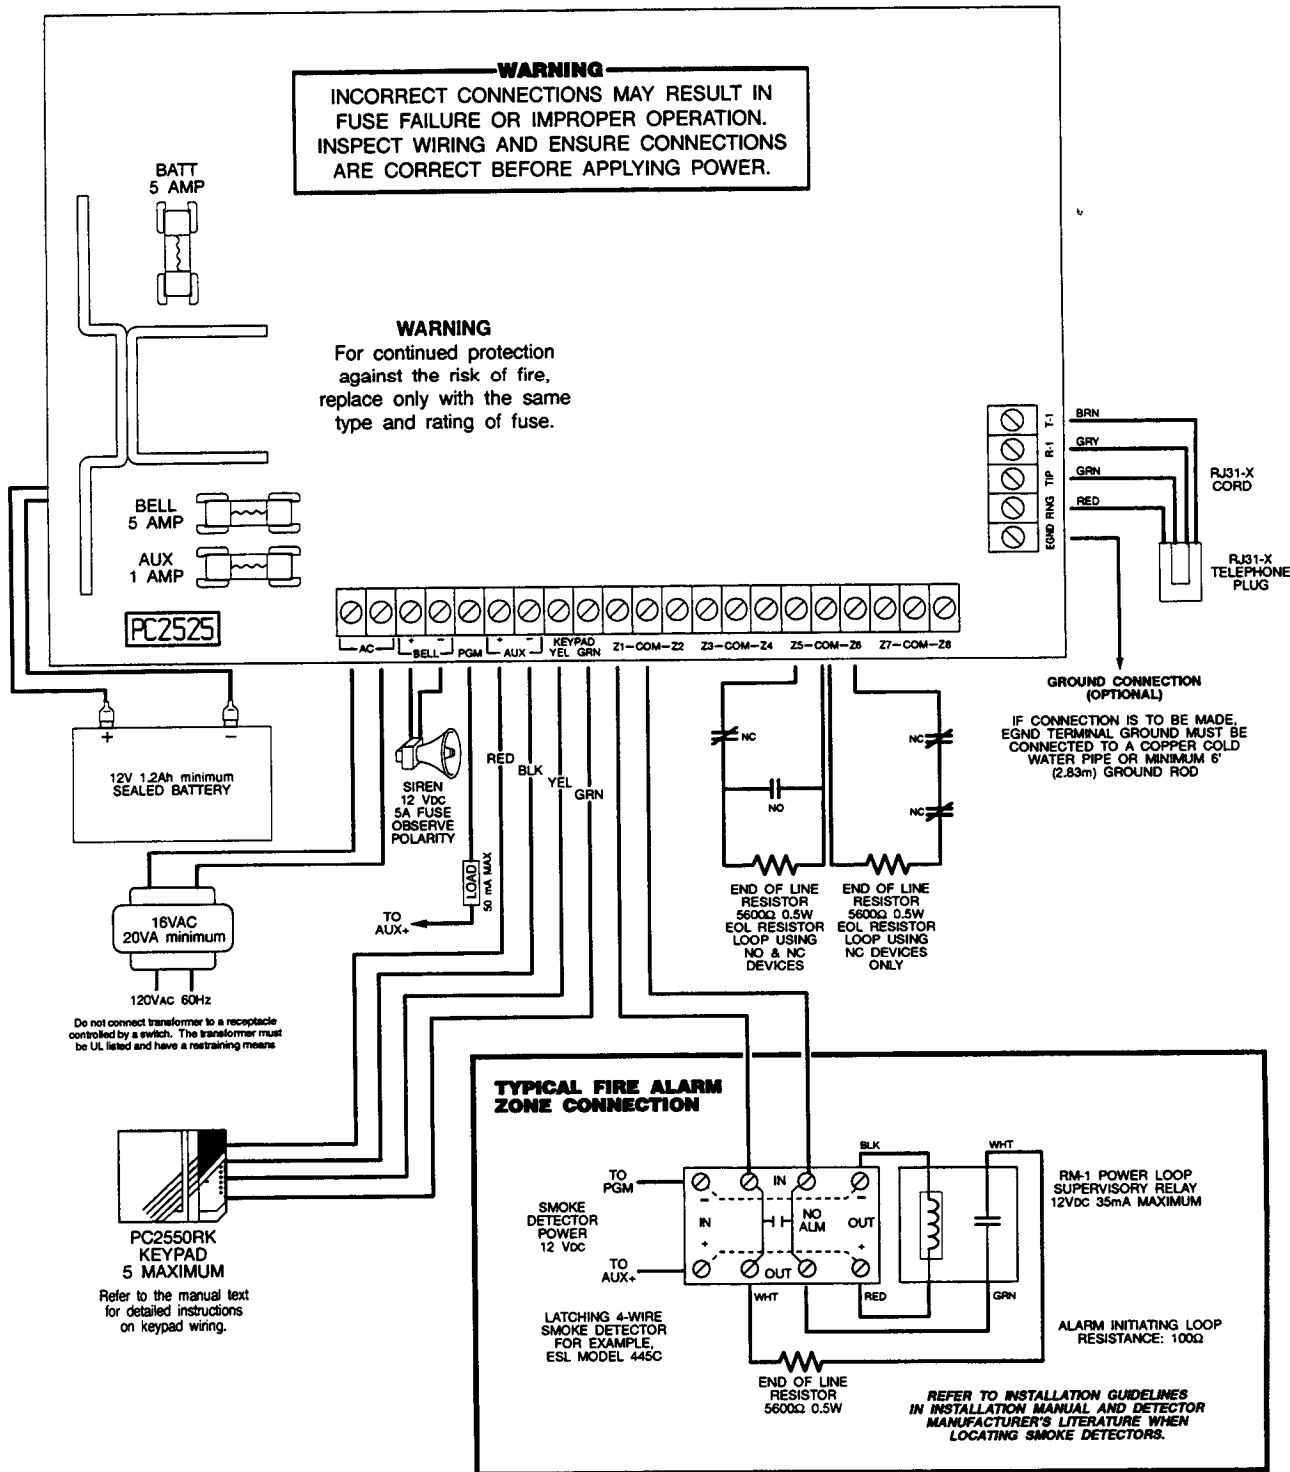 WARNING
INCORRECT CONNECTIONS MAY RESULT IN
FUSE FAILURE OR IMPROPER OPERATION.
INSPECT WIRING AND ENSURE CONNECTIONS
ARE CORRECT BEFORE APPLYING POWER.
BATT
5 AMP
WARNING
For continued protection
against the risk of fire,
replace only with the same
type and rating of fuse.
BELL
5 AMP
AUX
1 AMP
PC2525
T-1
R-1
TIP
RNG
EGND
BRN
GRY
GRN
RED
RJ31-X
CORD
RJ31-X
TELEPHONE
PLUG
AC
+ −
BELL
PGM
+ −
AUX
KEYPAD
YEL GRN
Z1-COM-Z2
Z3-COM-Z4
Z5-COM-Z6
Z7-COM-Z8
GROUND CONNECTION
(OPTIONAL)
IF CONNECTION IS TO BE MADE,
EGND TERMINAL GROUND MUST BE
CONNECTED TO A COPPER COLD
WATER PIPE OR MINIMUM 6'
(2.83m) GROUND ROD
+ −
12V 1.2Ah minimum
SEALED BATTERY
SIREN
12 VDC
5A FUSE
OBSERVE
POLARITY
RED
BLK
YEL
GRN
LOAD
50 mA MAX
TO
AUX+
NC
NO
NC
NC
END OF LINE
RESISTOR
5600Ω 0.5W
EOL RESISTOR
LOOP USING
NO & NC
DEVICES
END OF LINE
RESISTOR
5600Ω 0.5W
EOL RESISTOR
LOOP USING
NC DEVICES
ONLY
16VAC
20VA minimum
120VAC 60Hz
Do not connect transformer to a receptacle
controlled by a switch. The transformer must
be UL listed and have a restraining means
PC2550RK
KEYPAD
5 MAXIMUM
Refer to the manual text
for detailed instructions
on keypad wiring.
TYPICAL FIRE ALARM
ZONE CONNECTION
TO
PGM
SMOKE
DETECTOR
POWER
12 VDC
TO
AUX+
IN
− −
IN
NO
ALM
OUT
+ +
OUT
BLK
WHT
WHT
RED
GRN
RM-1 POWER LOOP
SUPERVISORY RELAY
12VDC 35mA MAXIMUM
LATCHING 4-WIRE
SMOKE DETECTOR
FOR EXAMPLE,
ESL MODEL 445C
ALARM INITIATING LOOP
RESISTANCE: 100Ω
END OF LINE
RESISTOR
5600Ω 0.5W
REFER TO INSTALLATION GUIDELINES
IN INSTALLATION MANUAL AND DETECTOR
MANUFACTURER'S LITERATURE WHEN
LOCATING SMOKE DETECTORS.